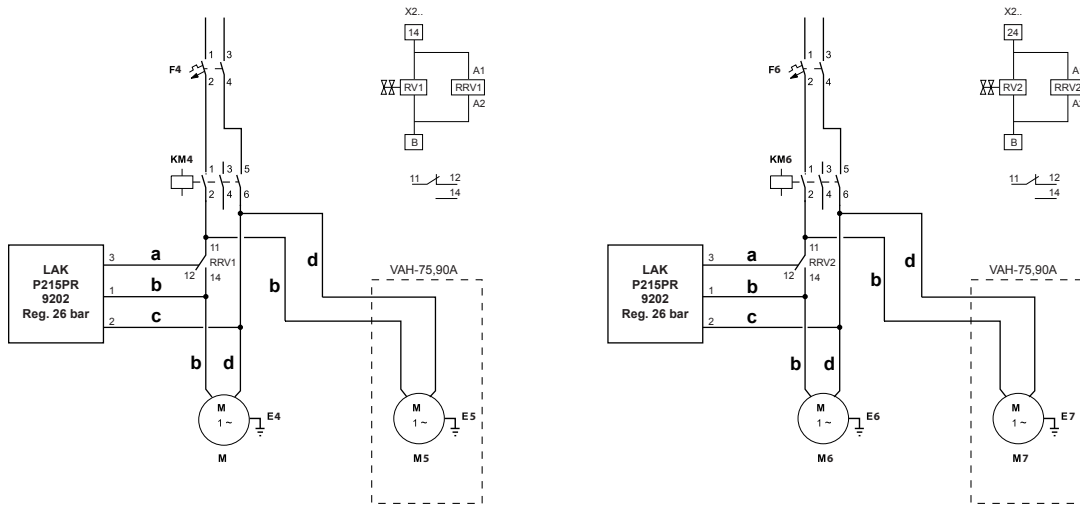 X2..
14
1 3
F4
2 4
A1
RV1 RRV1
A2
B
KM4
1 3 5
2 4 6
11 12
14
LAK
P215PR
9202
Reg. 26 bar
3 a
11
RRV1
12 14
1 b
2 c
b
d
VAH-75,90A
b d
M
1 ~
E4
M
M
1 ~
E5
M5
X2..
24
1 3
F6
2 4
A1
RV2 RRV2
B
KM6
1 3 5
2 4 6
11 12
14
LAK
P215PR
9202
Reg. 26 bar
3 a
11
RRV2
12 14
1 b
2 c
b
d
VAH-75,90A
b d
M
1 ~
E6
M6
M
1 ~
E7
M7